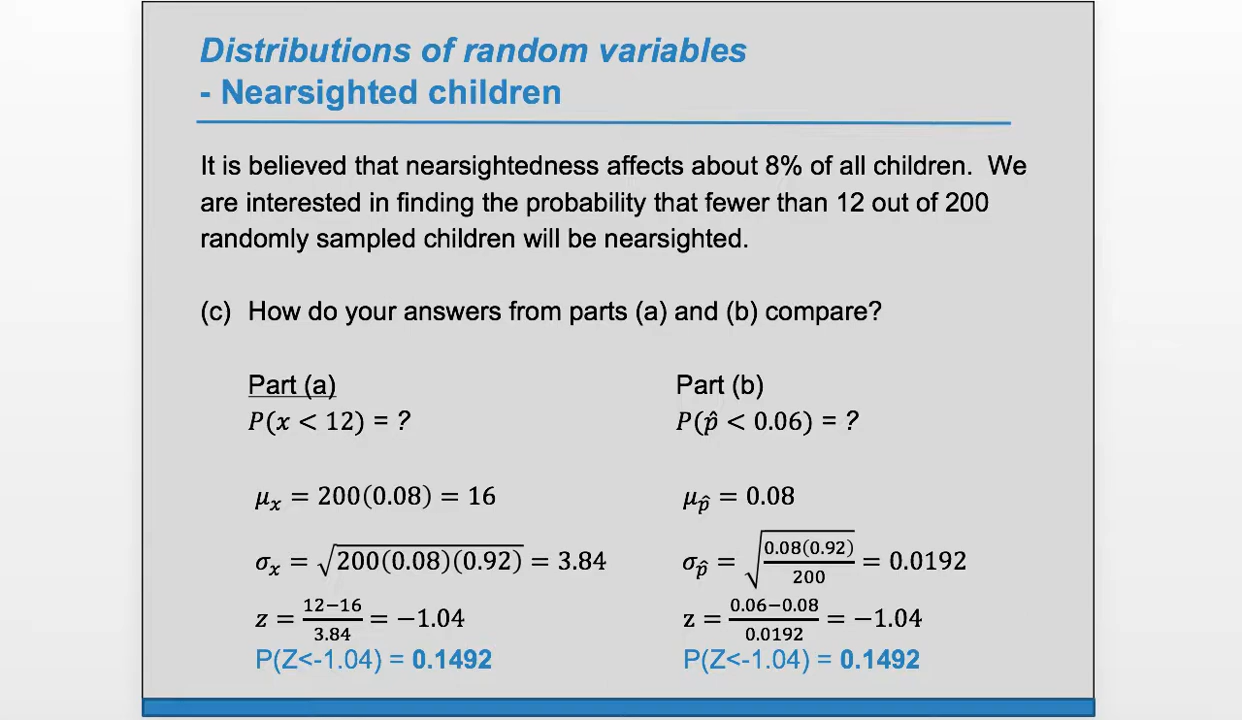 Distributions of random variables
- Nearsighted children
It is believed that nearsightedness affects about 8% of all children. We
are interested in finding the probability that fewer than 12 out of 200
randomly sampled children will be nearsighted.
(c) How do your answers from parts (a) and (b) compare?
Part (a)
P(x < 12) = ?
μₓ = 200(0.08) = 16
σₓ = √200(0.08)(0.92) = 3.84
z = 12−16/3.84 = −1.04
P(Z<-1.04) = 0.1492
Part (b)
P(p̂ < 0.06) = ?
μp̂ = 0.08
σp̂ = √0.08(0.92)/200 = 0.0192
z = 0.06−0.08/0.0192 = −1.04
P(Z<-1.04) = 0.1492